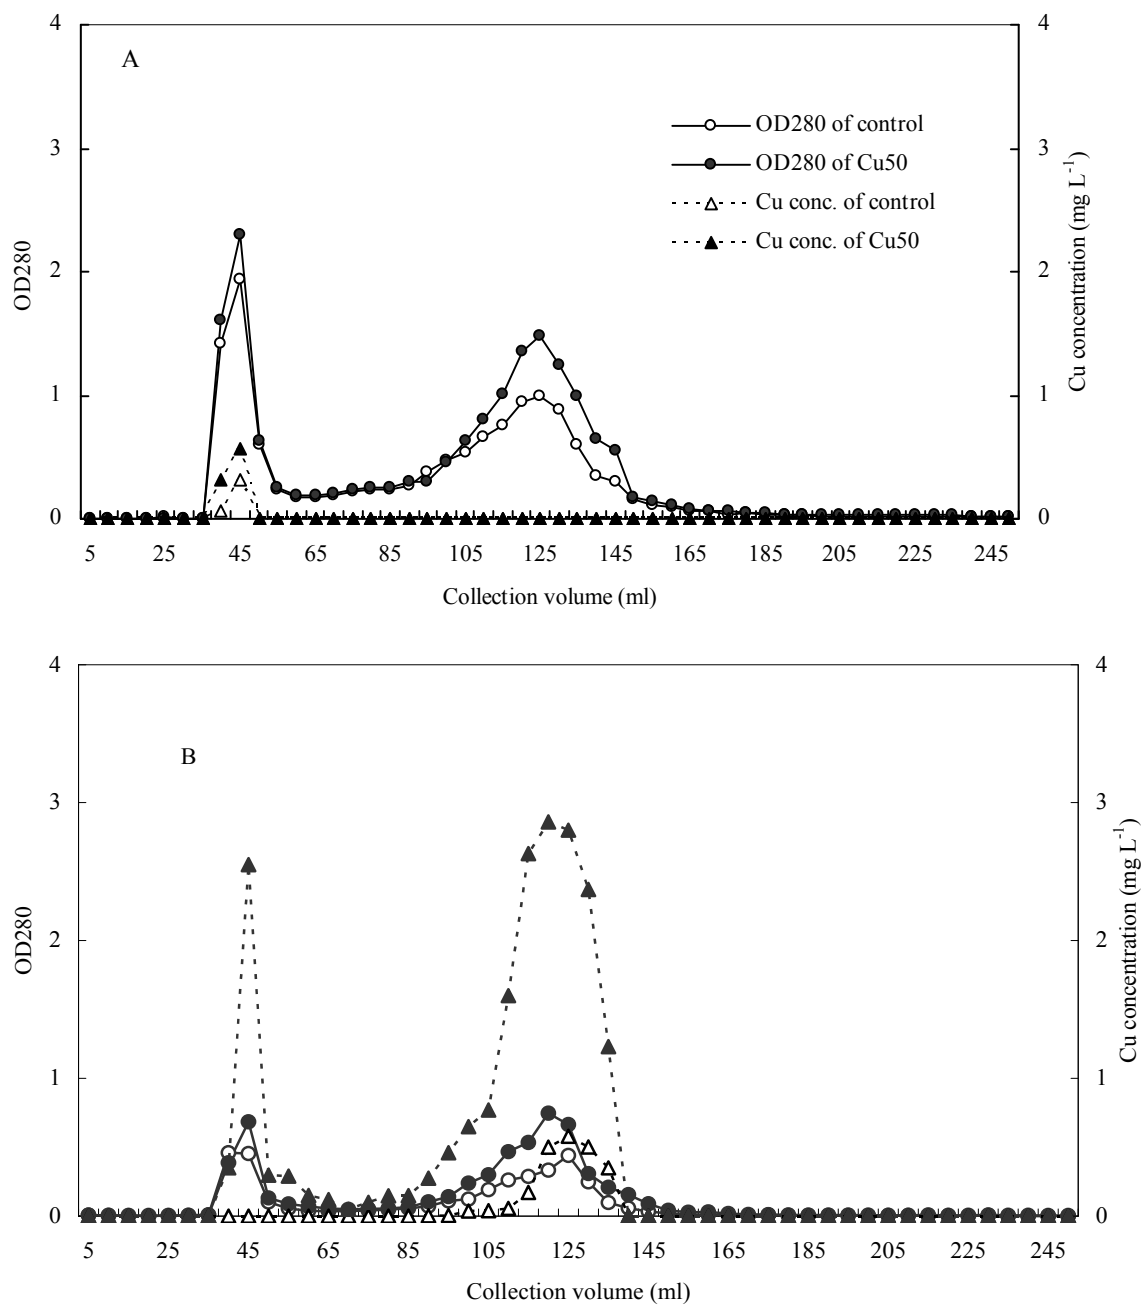 4
3
2
1
0
OD280
A
OD280 of control
OD280 of Cu50
Cu conc. of control
Cu conc. of Cu50
4
3
2
1
0
Cu concentration (mg L-1)
5 25 45 65 85 105 125 145 165 185 205 225 245
Collection volume (ml)
4
3
2
1
0
OD280
B
4
3
2
1
0
Cu concentration (mg L-1)
5 25 45 65 85 105 125 145 165 185 205 225 245
Collection volume (ml)